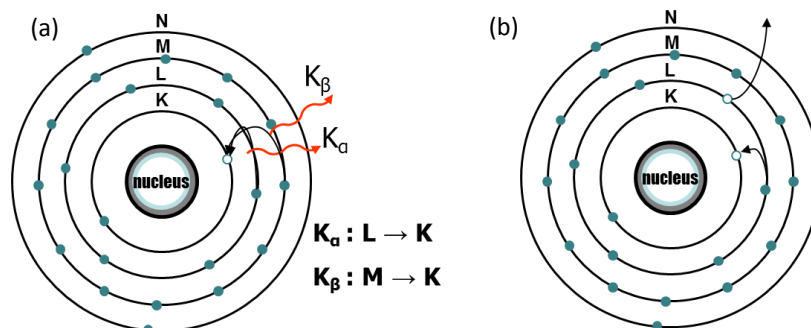 (a)
N
M
L
K
nucleus
Kβ
Kα
Kα : L → K
Kβ : M → K
(b)
N
M
L
K
nucleus